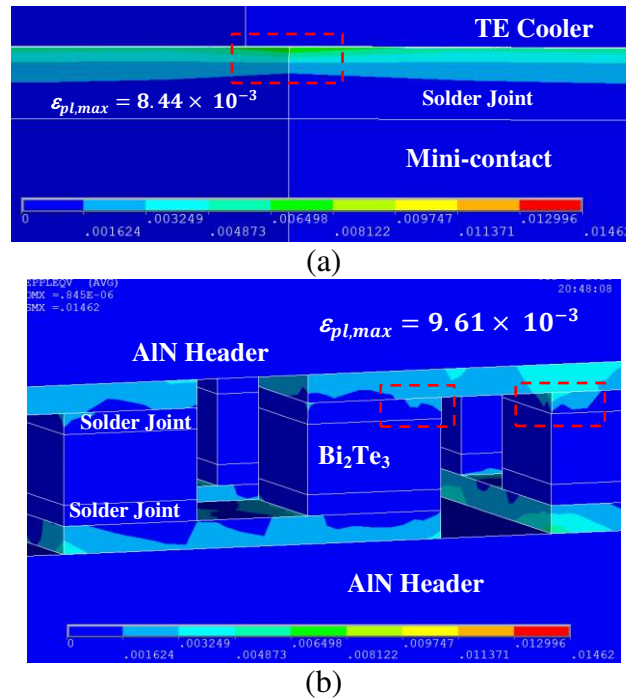 TE Cooler
εpl,max = 8.44 × 10⁻³
Solder Joint
Mini-contact
0 .003249 .006498 .009747 .012996
.001624 .004873 .008122 .011371 .01462
(a)
EPPLEQV (AVG)
DMX =.845E-06
SMX =.01462
20:48:08
εpl,max = 9.61 × 10⁻³
AlN Header
Solder Joint
Bi₂Te₃
Solder Joint
AlN Header
0 .003249 .006498 .009747 .012996
.001624 .004873 .008122 .011371 .01462
(b)